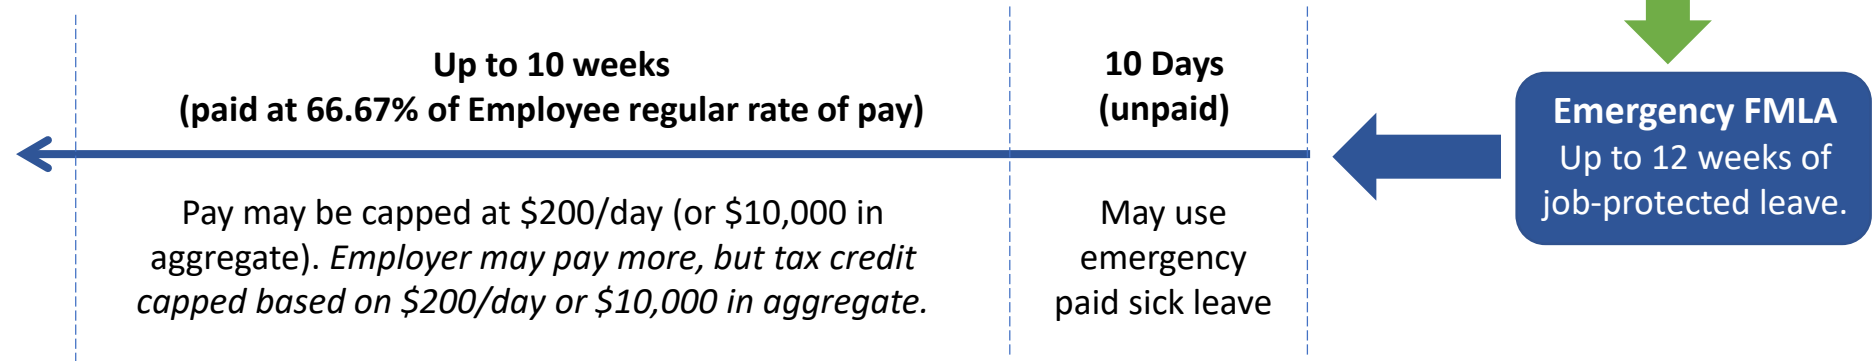 Up to 10 weeks
(paid at 66.67% of Employee regular rate of pay)
Pay may be capped at $200/day (or $10,000 in
aggregate). Employer may pay more, but tax credit
capped based on $200/day or $10,000 in aggregate.
10 Days
(unpaid)
May use
emergency
paid sick leave
Emergency FMLA
Up to 12 weeks of
job-protected leave.